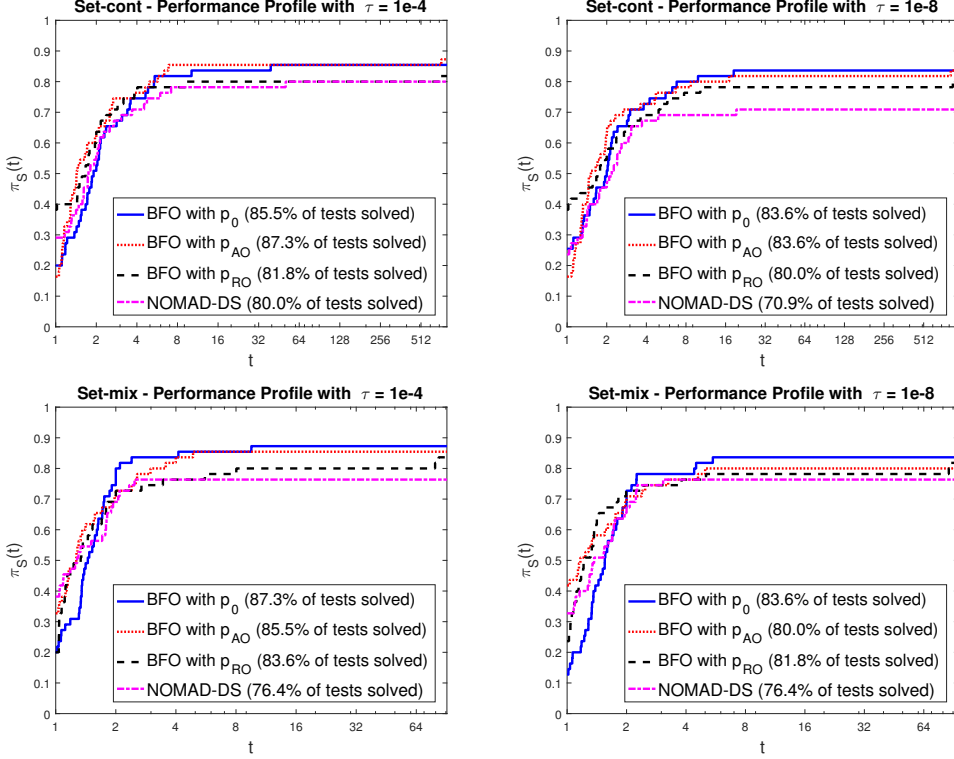 Set-cont - Performance Profile with τ = 1e-4
1
0.9
0.8
0.7
0.6
0.5
0.4
0.3
0.2
0.1
0
π_S(t)
BFO with p_0 (85.5% of tests solved)
BFO with p_AO (87.3% of tests solved)
BFO with p_RO (81.8% of tests solved)
NOMAD-DS (80.0% of tests solved)
1 2 4 8 16 32 64 128 256 512
t
Set-cont - Performance Profile with τ = 1e-8
1
0.9
0.8
0.7
0.6
0.5
0.4
0.3
0.2
0.1
0
π_S(t)
BFO with p_0 (83.6% of tests solved)
BFO with p_AO (83.6% of tests solved)
BFO with p_RO (80.0% of tests solved)
NOMAD-DS (70.9% of tests solved)
1 2 4 8 16 32 64 128 256 512
t
Set-mix - Performance Profile with τ = 1e-4
1
0.9
0.8
0.7
0.6
0.5
0.4
0.3
0.2
0.1
0
π_S(t)
BFO with p_0 (87.3% of tests solved)
BFO with p_AO (85.5% of tests solved)
BFO with p_RO (83.6% of tests solved)
NOMAD-DS (76.4% of tests solved)
1 2 4 8 16 32 64
t
Set-mix - Performance Profile with τ = 1e-8
1
0.9
0.8
0.7
0.6
0.5
0.4
0.3
0.2
0.1
0
π_S(t)
BFO with p_0 (83.6% of tests solved)
BFO with p_AO (80.0% of tests solved)
BFO with p_RO (81.8% of tests solved)
NOMAD-DS (76.4% of tests solved)
1 2 4 8 16 32 64
t